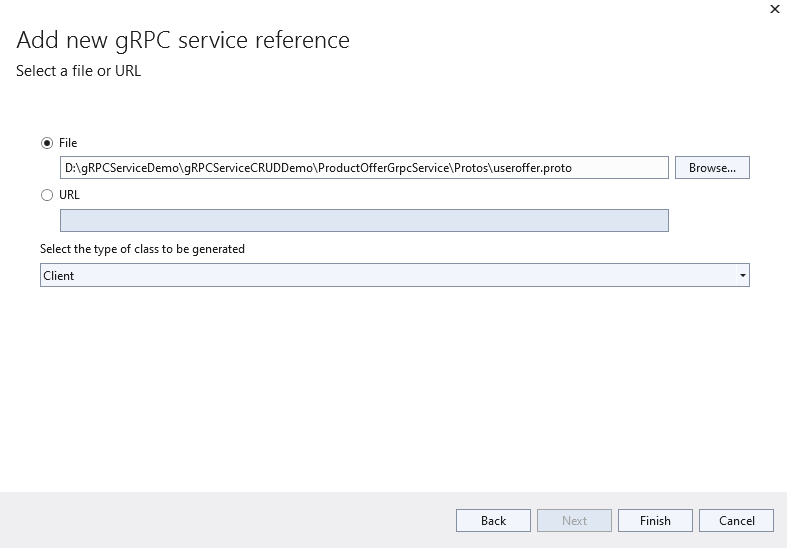 Add new gRPC service reference
Select a file or URL
File
D:\gRPCServiceDemo\gRPCServiceCRUDDemo\ProductOfferGrpcService\Protos\useroffer.proto
Browse...
URL
Select the type of class to be generated
Client
Back
Next
Finish
Cancel